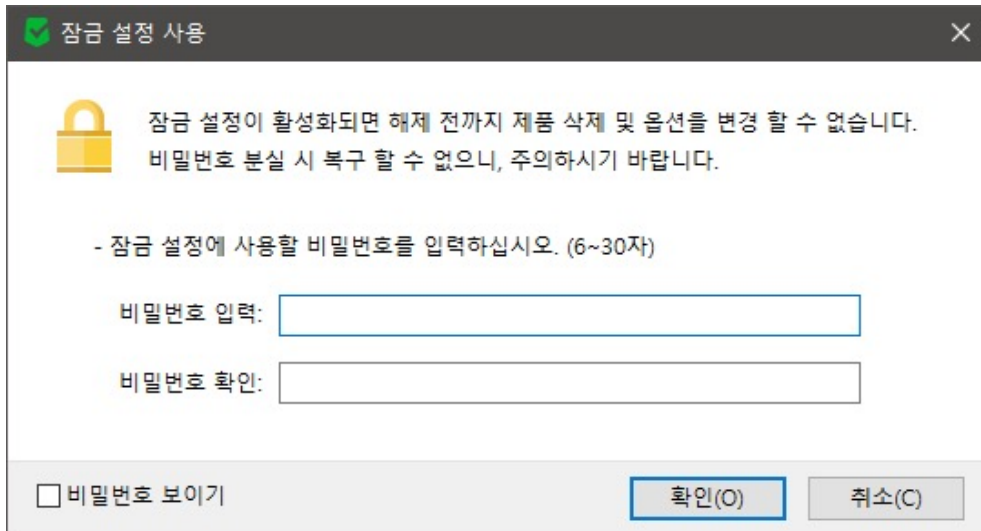 잠금 설정 사용
잠금 설정이 활성화되면 해제 전까지 제품 삭제 및 옵션을 변경 할 수 없습니다.
비밀번호 분실 시 복구 할 수 없으니, 주의하시기 바랍니다.
- 잠금 설정에 사용할 비밀번호를 입력하십시오. (6~30자)
비밀번호 입력:
비밀번호 확인:
비밀번호 보이기
확인(O)
취소(C)